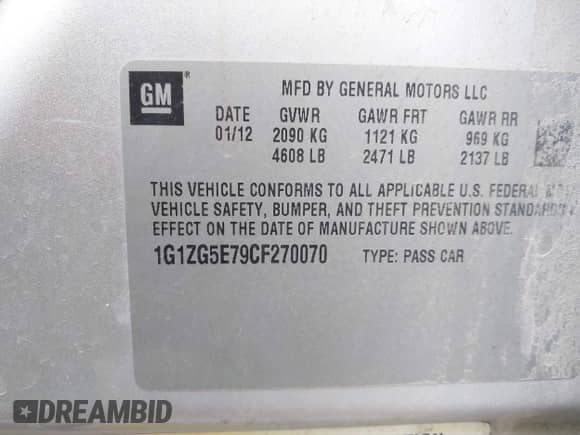 GM ®
MFD BY GENERAL MOTORS LLC
DATE GVWR GAWR FRT GAWR RR
01/12 2090 KG 1121 KG 969 KG
4608 LB 2471 LB 2137 LB
THIS VEHICLE CONFORMS TO ALL APPLICABLE U.S. FEDERAL
VEHICLE SAFETY, BUMPER, AND THEFT PREVENTION STANDARDS
EFFECT ON THE DATE OF MANUFACTURE SHOWN ABOVE.
1G1ZG5E79CF270070 TYPE: PASS CAR
DREAMBID